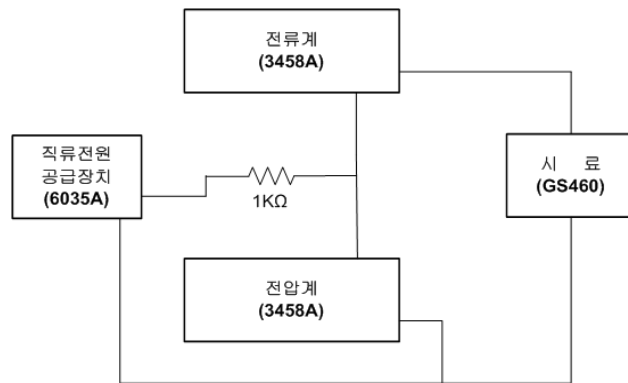 전류계
(3458A)
직류전원
공급장치
(6035A)
1KΩ
시 료
(GS460)
전압계
(3458A)